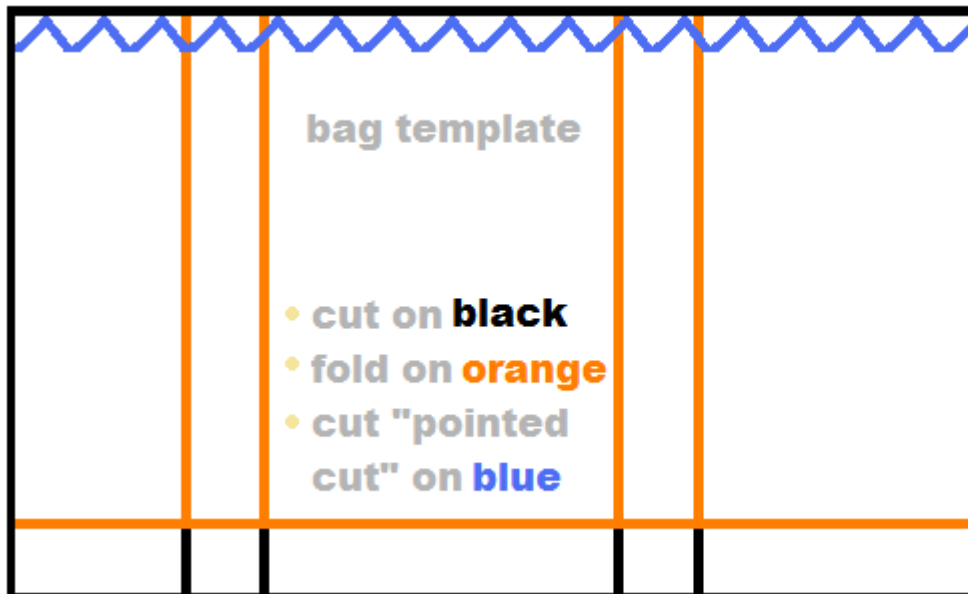 bag template
cut on black
fold on orange
cut "pointed
cut" on blue